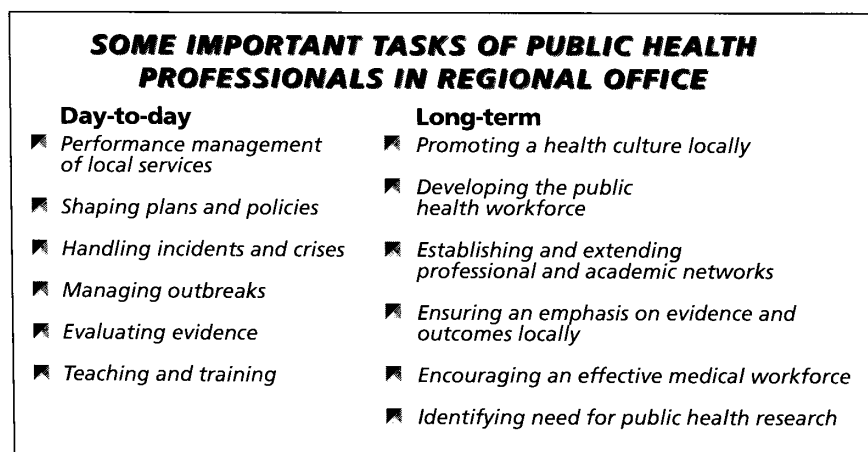 SOME IMPORTANT TASKS OF PUBLIC HEALTH
PROFESSIONALS IN REGIONAL OFFICE
Day-to-day
Performance management
of local services
Shaping plans and policies
Handling incidents and crises
Managing outbreaks
Evaluating evidence
Teaching and training
Long-term
Promoting a health culture locally
Developing the public
health workforce
Establishing and extending
professional and academic networks
Ensuring an emphasis on evidence and
outcomes locally
Encouraging an effective medical workforce
Identifying need for public health research